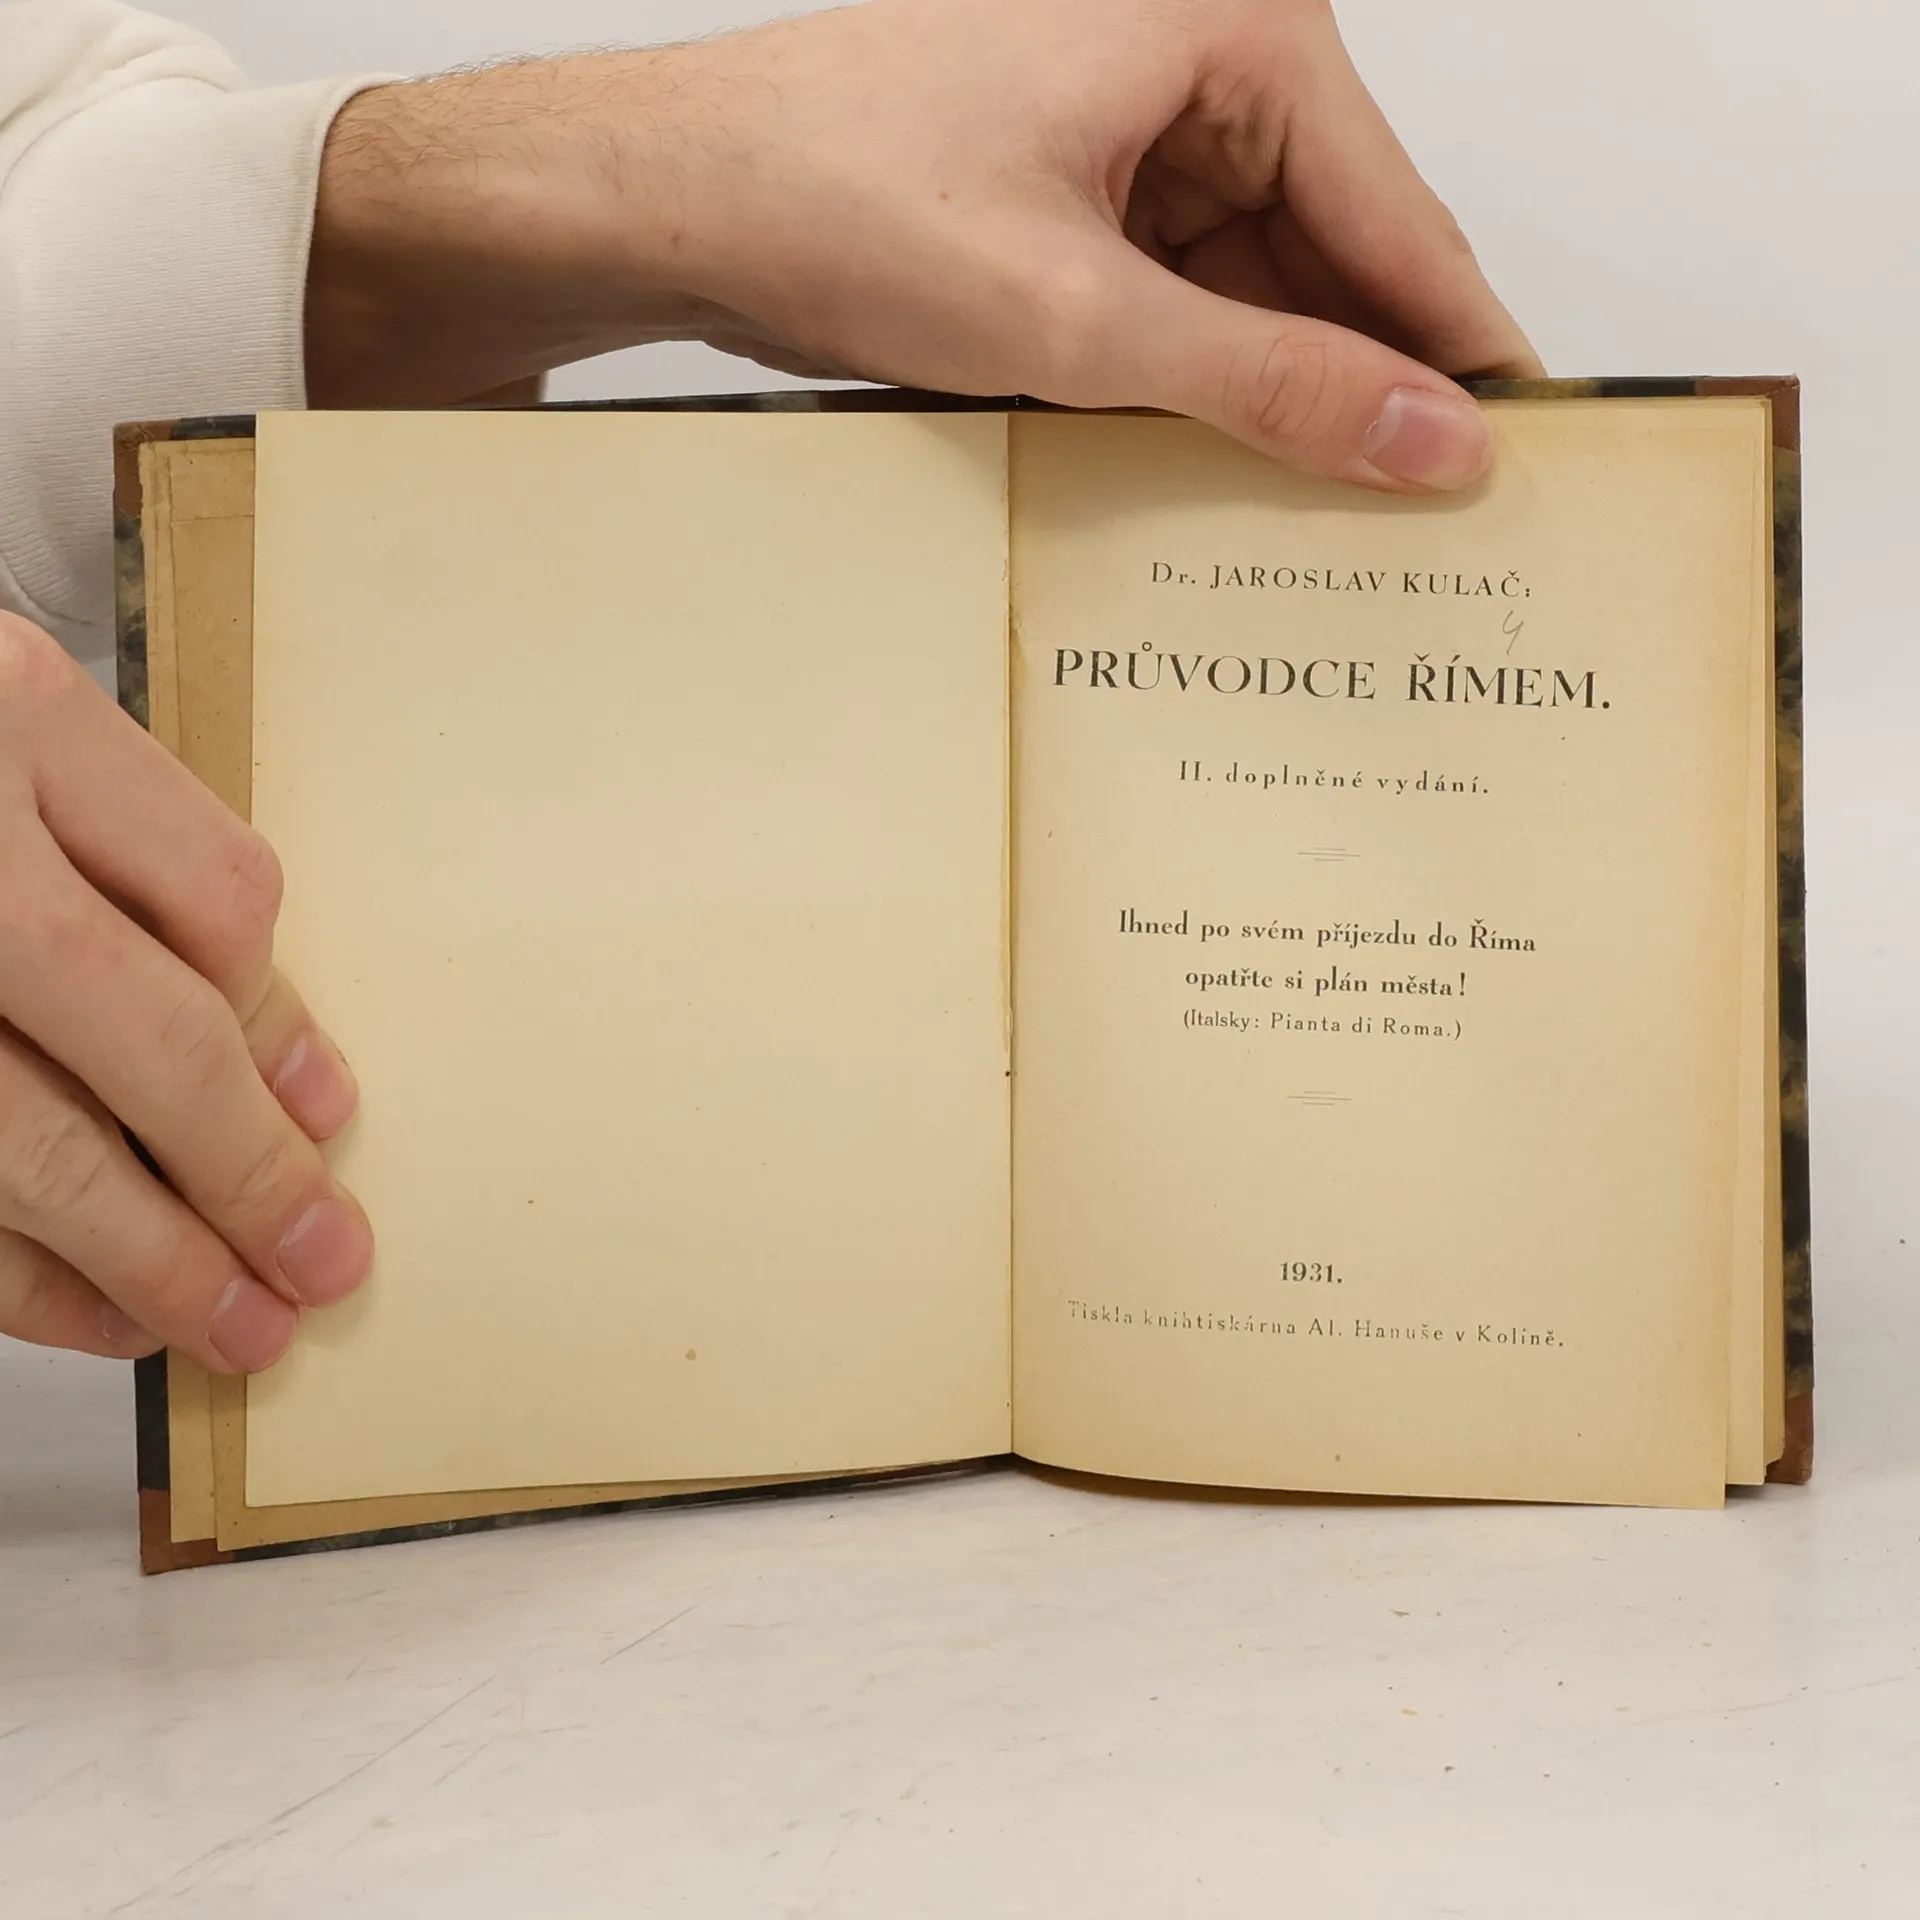 Dr. JAROSLAV KULAČ:
PRŮVODCE ŘÍMEM.
II. doplněné vydání.
Ihned po svém příjezdu do Říma
opatřte si plán města!
(Italsky: Pianta di Roma.)
1931.
Tiskla knihtiskárna Al. Hanuše v Kolíně.